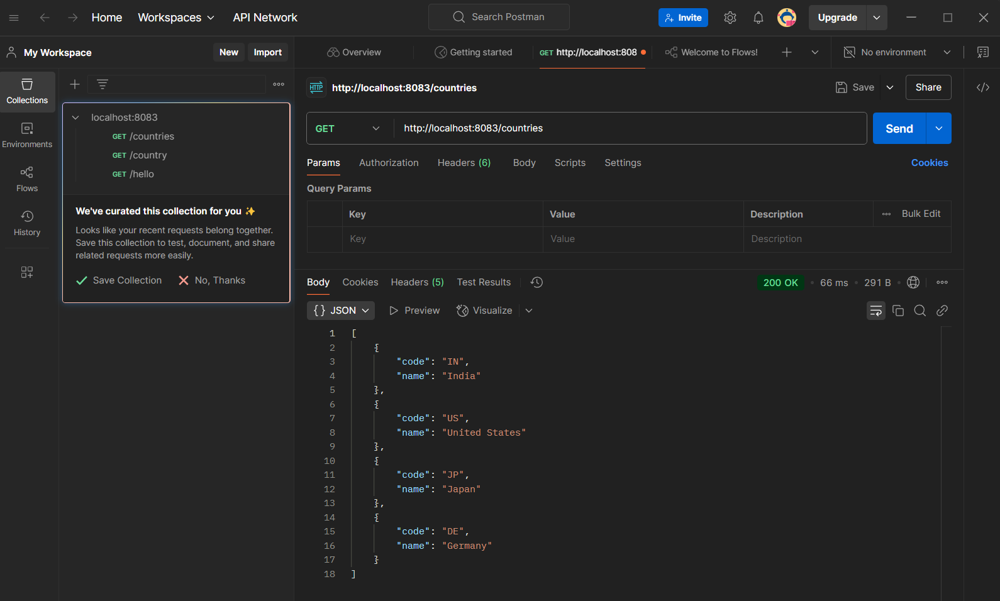 Home Workspaces API Network Search Postman Invite Upgrade
My Workspace New Import Overview Getting started GET http://localhost:808 Welcome to Flows! No environment
Collections
Environments
Flows
History
localhost:8083
GET /countries
GET /country
GET /hello
We've curated this collection for you ✨
Looks like your recent requests belong together.
Save this collection to test, document, and share
related requests more easily.
Save Collection No, Thanks
HTTP http://localhost:8083/countries Save Share </>
GET http://localhost:8083/countries Send
Params Authorization Headers (6) Body Scripts Settings Cookies
Query Params
Key Value Description Bulk Edit
Key Value Description
Body Cookies Headers (5) Test Results 200 OK • 66 ms • 291 B •
{} JSON Preview Visualize
1 [
2 {
3 "code": "IN",
4 "name": "India"
5 },
6 {
7 "code": "US",
8 "name": "United States"
9 },
10 {
11 "code": "JP",
12 "name": "Japan"
13 },
14 {
15 "code": "DE",
16 "name": "Germany"
17 }
18 ]